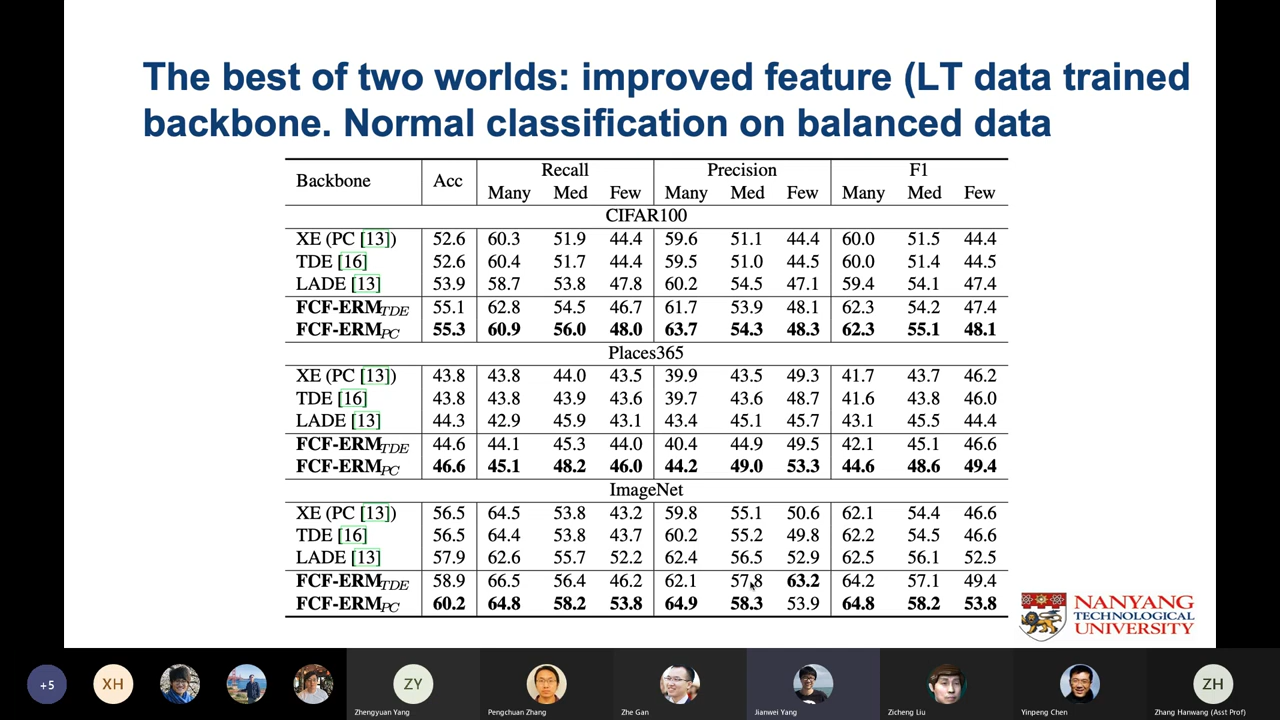 The best of two worlds: improved feature (LT data trained
backbone. Normal classification on balanced data
Backbone Acc Recall Precision F1
Many Med Few Many Med Few Many Med Few
CIFAR100
XE (PC [13]) 52.6 60.3 51.9 44.4 59.6 51.1 44.4 60.0 51.5 44.4
TDE [16] 52.6 60.4 51.7 44.4 59.5 51.0 44.5 60.0 51.4 44.5
LADE [13] 53.9 58.7 53.8 47.8 60.2 54.5 47.1 59.4 54.1 47.4
FCF-ERM_TDE 55.1 62.8 54.5 46.7 61.7 53.9 48.1 62.3 54.2 47.4
FCF-ERM_PC 55.3 60.9 56.0 48.0 63.7 54.3 48.3 62.3 55.1 48.1
Places365
XE (PC [13]) 43.8 43.8 44.0 43.5 39.9 43.5 49.3 41.7 43.7 46.2
TDE [16] 43.8 43.8 43.9 43.6 39.7 43.6 48.7 41.6 43.8 46.0
LADE [13] 44.3 42.9 45.9 43.1 43.4 45.1 45.7 43.1 45.5 44.4
FCF-ERM_TDE 44.6 44.1 45.3 44.0 40.4 44.9 49.5 42.1 45.1 46.6
FCF-ERM_PC 46.6 45.1 48.2 46.0 44.2 49.0 53.3 44.6 48.6 49.4
ImageNet
XE (PC [13]) 56.5 64.5 53.8 43.2 59.8 55.1 50.6 62.1 54.4 46.6
TDE [16] 56.5 64.4 53.8 43.7 60.2 55.2 49.8 62.2 54.5 46.6
LADE [13] 57.9 62.6 55.7 52.2 62.4 56.5 52.9 62.5 56.1 52.5
FCF-ERM_TDE 58.9 66.5 56.4 46.2 62.1 57.8 63.2 64.2 57.1 49.4
FCF-ERM_PC 60.2 64.8 58.2 53.8 64.9 58.3 53.9 64.8 58.2 53.8
NANYANG
TECHNOLOGICAL
UNIVERSITY
+5 XH ZY ZH
Zhengyuan Yang Pengchuan Zhang Zhe Gan Jianwei Yang Zicheng Liu Yinpeng Chen Zhang Hanwang (Asst Prof)